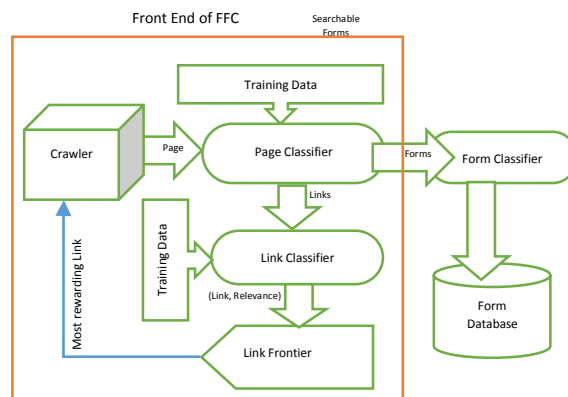 Front End of FFC
Searchable
Forms
Training Data
Crawler
Page
Page Classifier
Forms
Form Classifier
Links
Training Data
Link Classifier
(Link, Relevance)
Most rewarding Link
Link Frontier
Form
Database